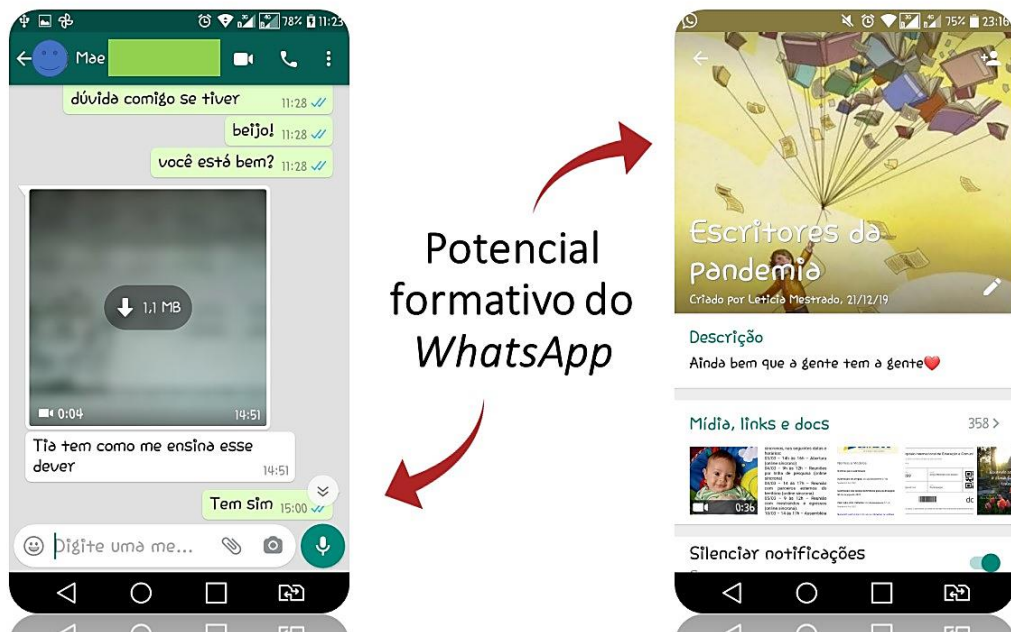 78% 11:23
Mae
dúvida comigo se tiver 11:28
beijo! 11:28
você está bem? 11:28
1,1 MB
0:04 14:51
Tia tem como me ensina esse
dever 14:51
Tem sim 15:00
Digite uma me...
Potencial
formativo do
WhatsApp
75% 23:16
Escritores da
pandemia
Criado por Leticia Mestrado, 21/12/19
Descrição
Ainda bem que a gente tem a gente❤
Mídia, links e docs 358 >
0:36
Silenciar notificações